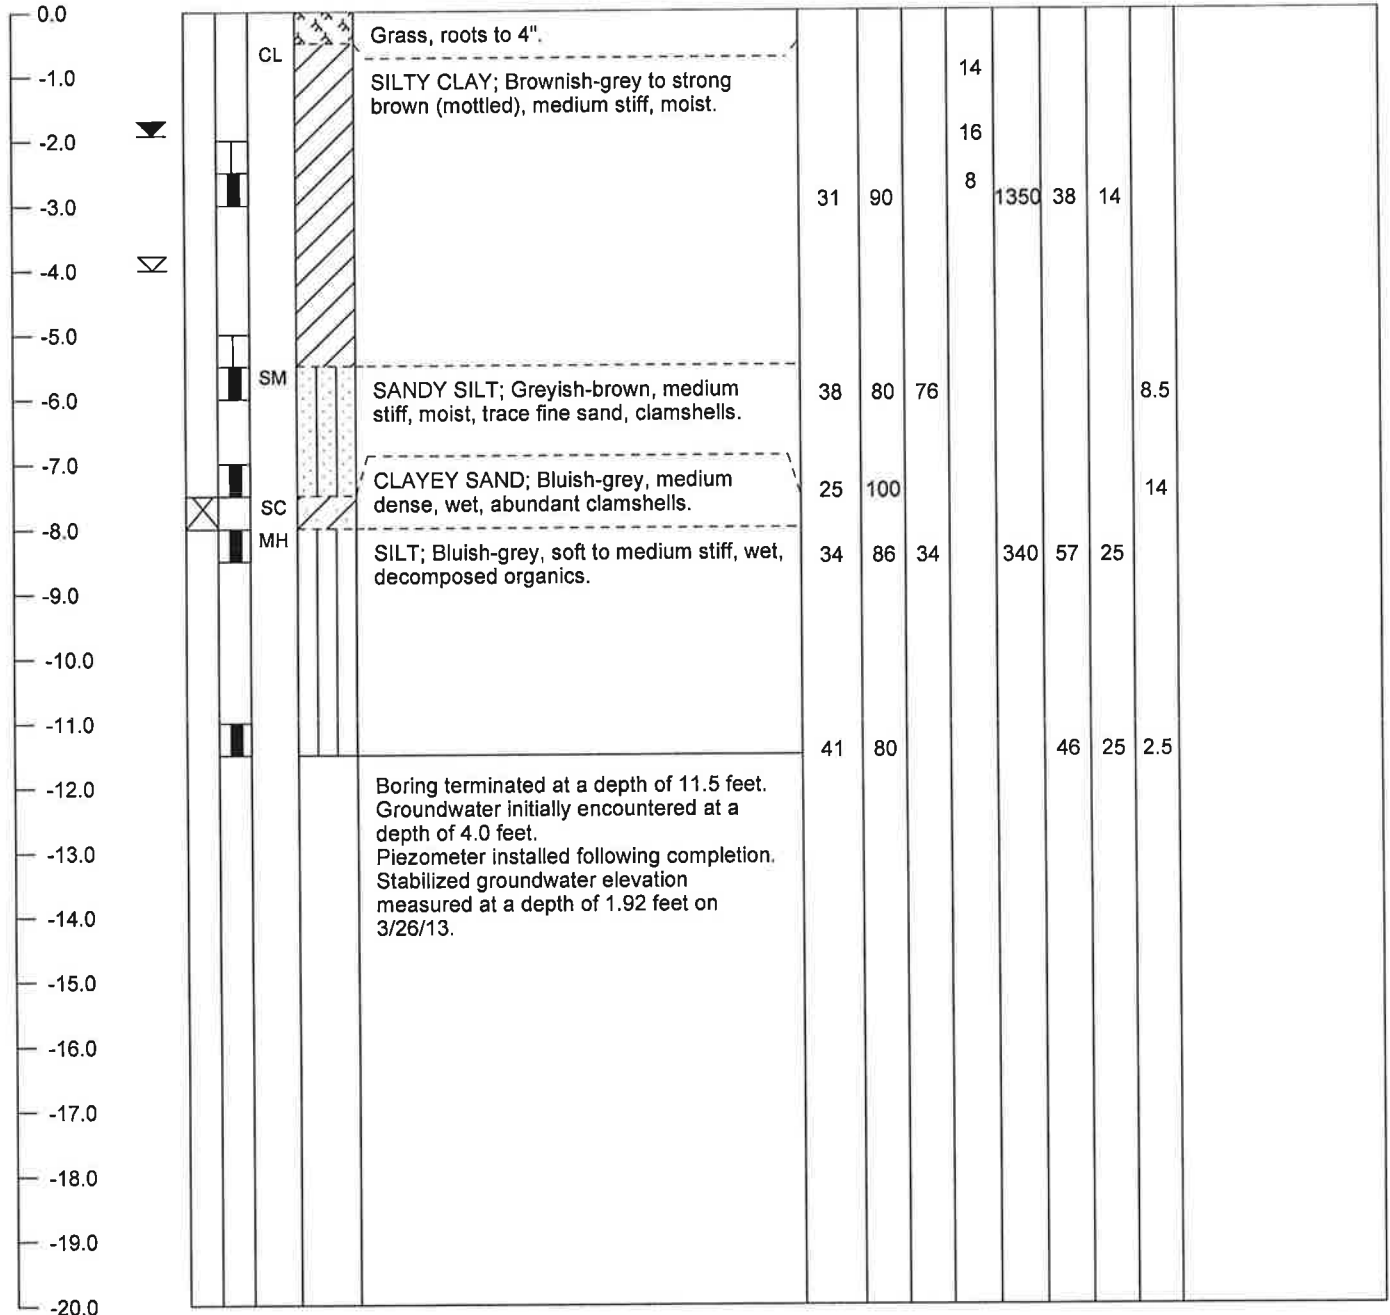 0.0
Grass, roots to 4".
CL
14
-1.0
SILTY CLAY; Brownish-grey to strong
brown (mottled), medium stiff, moist.
16
-2.0
8
31 90 1350 38 14
-3.0
-4.0
-5.0
SM
SANDY SILT; Greyish-brown, medium
stiff, moist, trace fine sand, clamshells.
38 80 76 8.5
-6.0
-7.0
CLAYEY SAND; Bluish-grey, medium
dense, wet, abundant clamshells.
25 100 14
SC
-8.0
MH
SILT; Bluish-grey, soft to medium stiff, wet,
decomposed organics.
34 86 34 340 57 25
-9.0
-10.0
-11.0
41 80 46 25 2.5
Boring terminated at a depth of 11.5 feet.
-12.0
Groundwater initially encountered at a
depth of 4.0 feet.
-13.0
Piezometer installed following completion.
Stabilized groundwater elevation
measured at a depth of 1.92 feet on
-14.0
3/26/13.
-15.0
-16.0
-17.0
-18.0
-19.0
-20.0